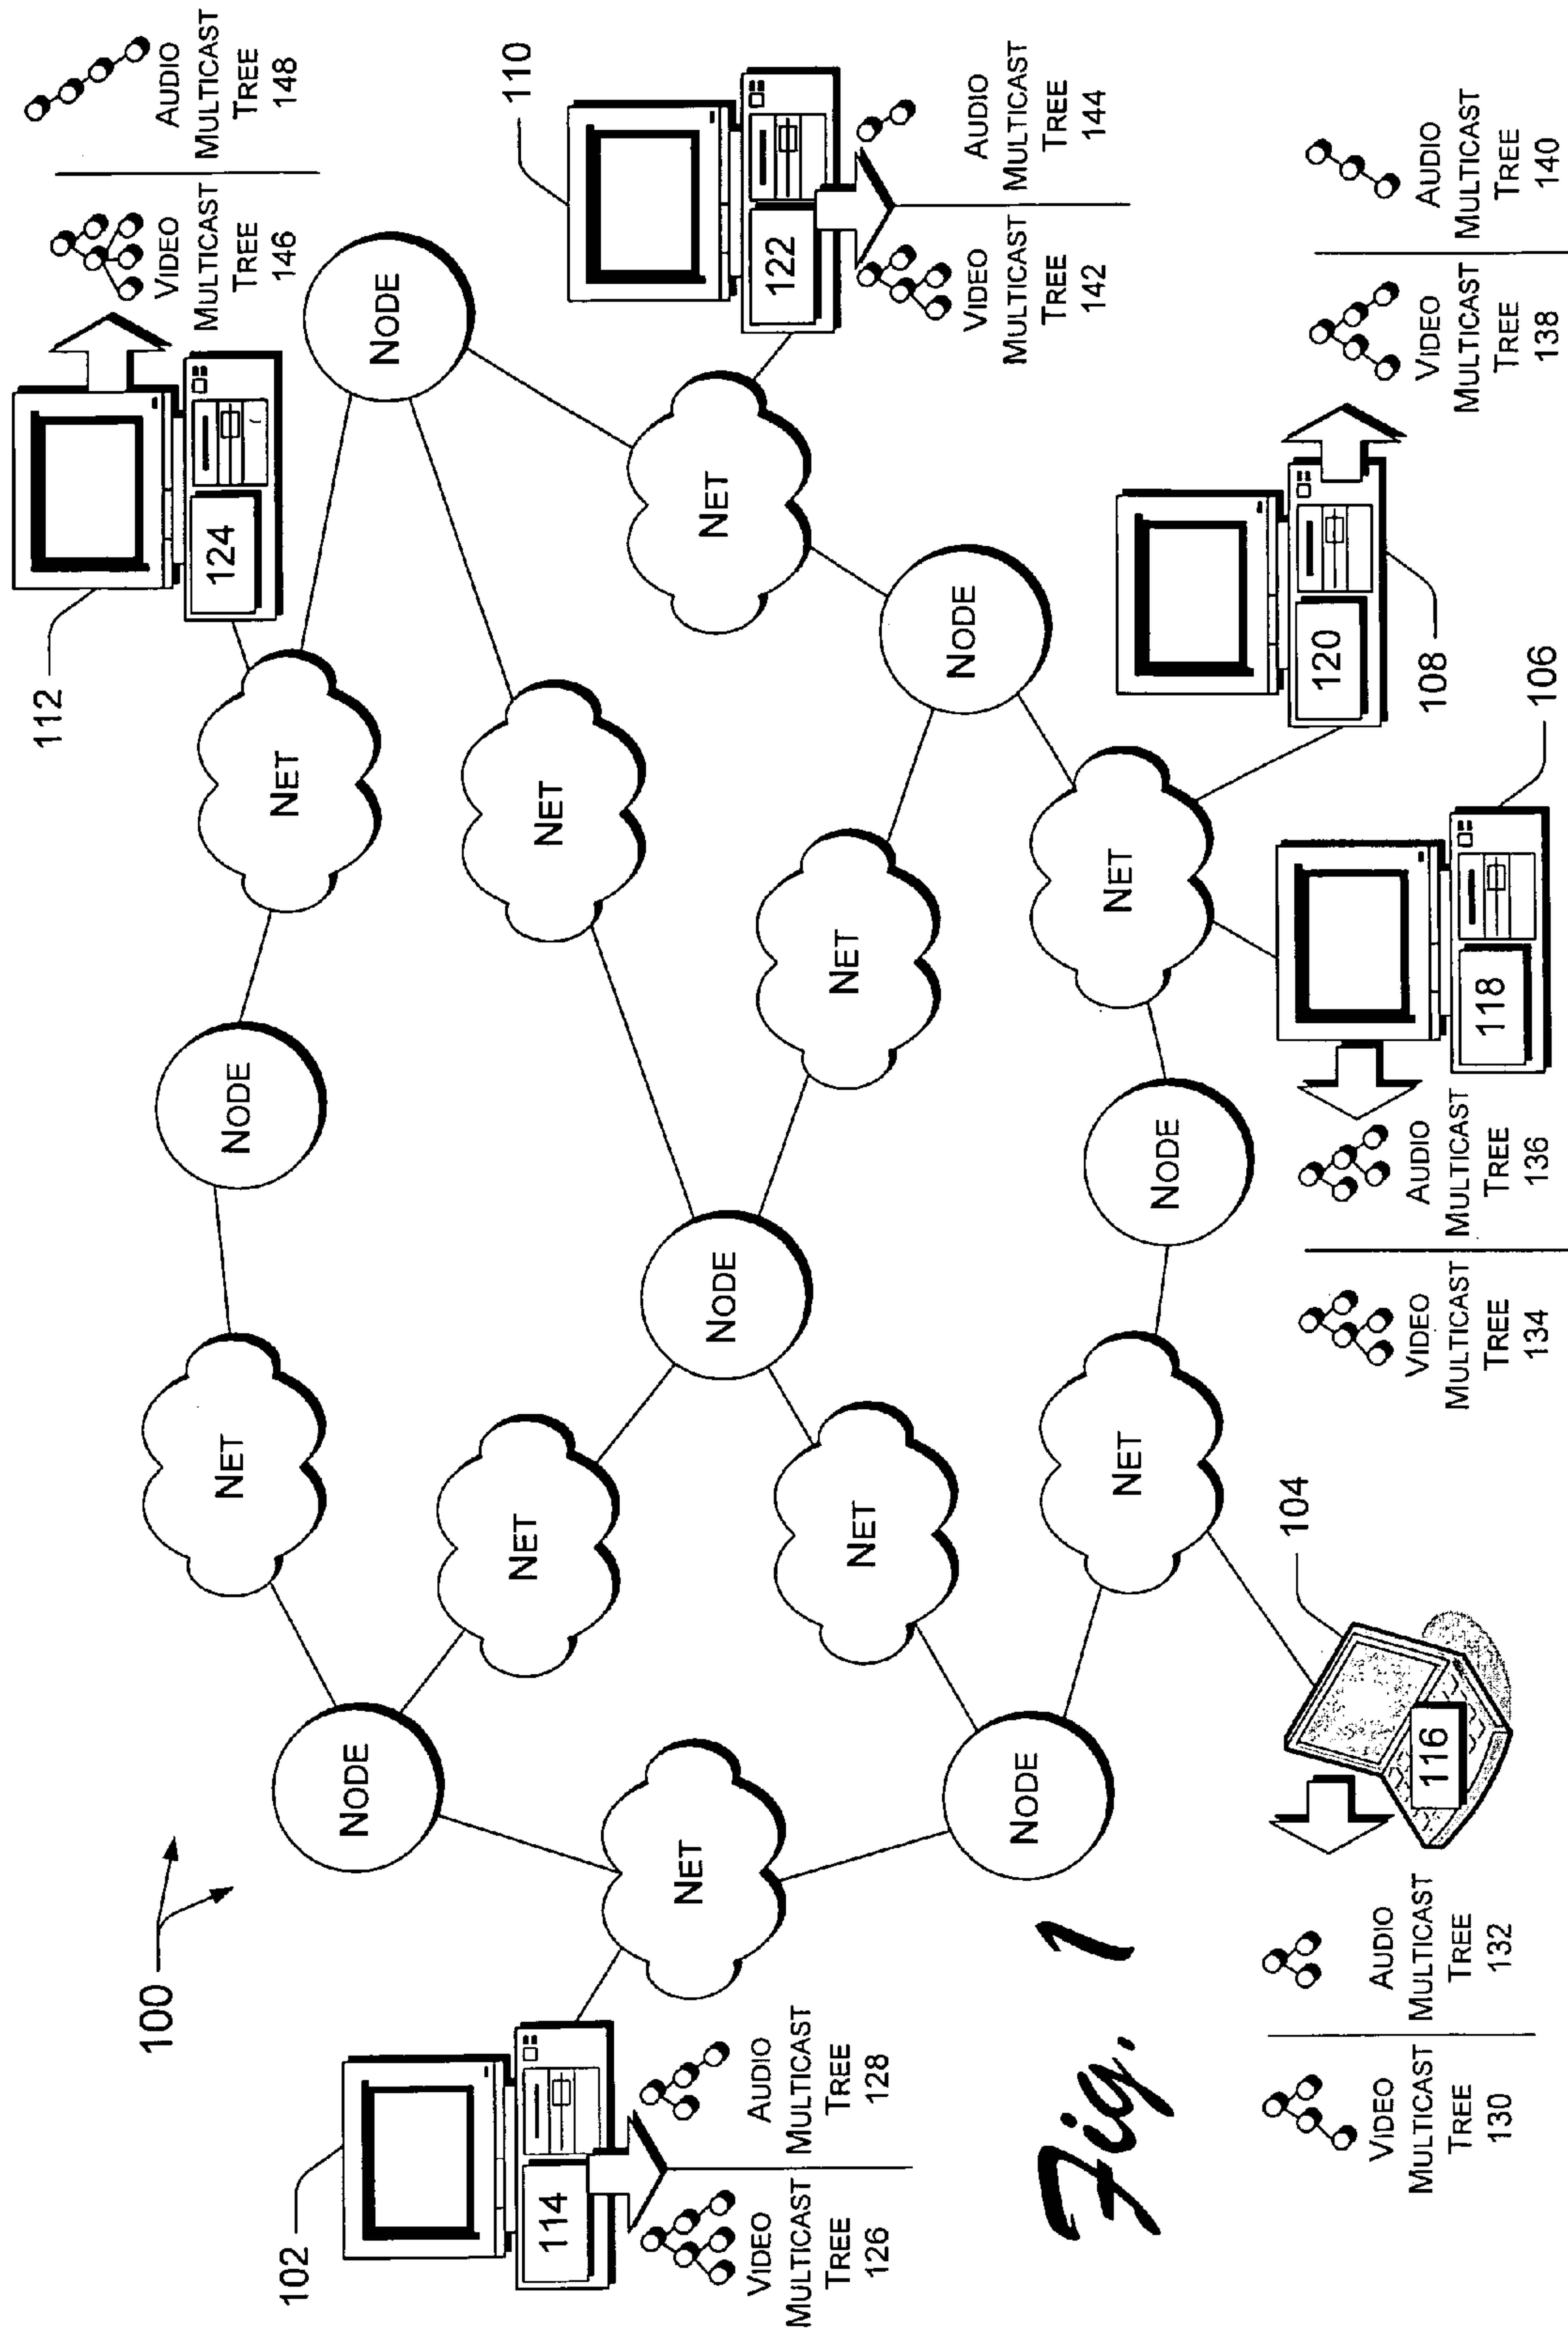 100
112
124
VIDEO
MULTICAST
TREE
146
AUDIO
MULTICAST
TREE
148
NET
NODE
NET
NODE
NODE
102
114
VIDEO
MULTICAST
TREE
126
AUDIO
MULTICAST
TREE
128
NET
NET
NODE
NET
NET
NET
NET
110
122
VIDEO
MULTICAST
TREE
142
AUDIO
MULTICAST
TREE
144
NODE
NET
NODE
NET
NODE
Fig. 1
104
116
VIDEO
MULTICAST
TREE
130
AUDIO
MULTICAST
TREE
132
118
106
VIDEO
MULTICAST
TREE
134
AUDIO
MULTICAST
TREE
136
120
108
VIDEO
MULTICAST
TREE
138
AUDIO
MULTICAST
TREE
140